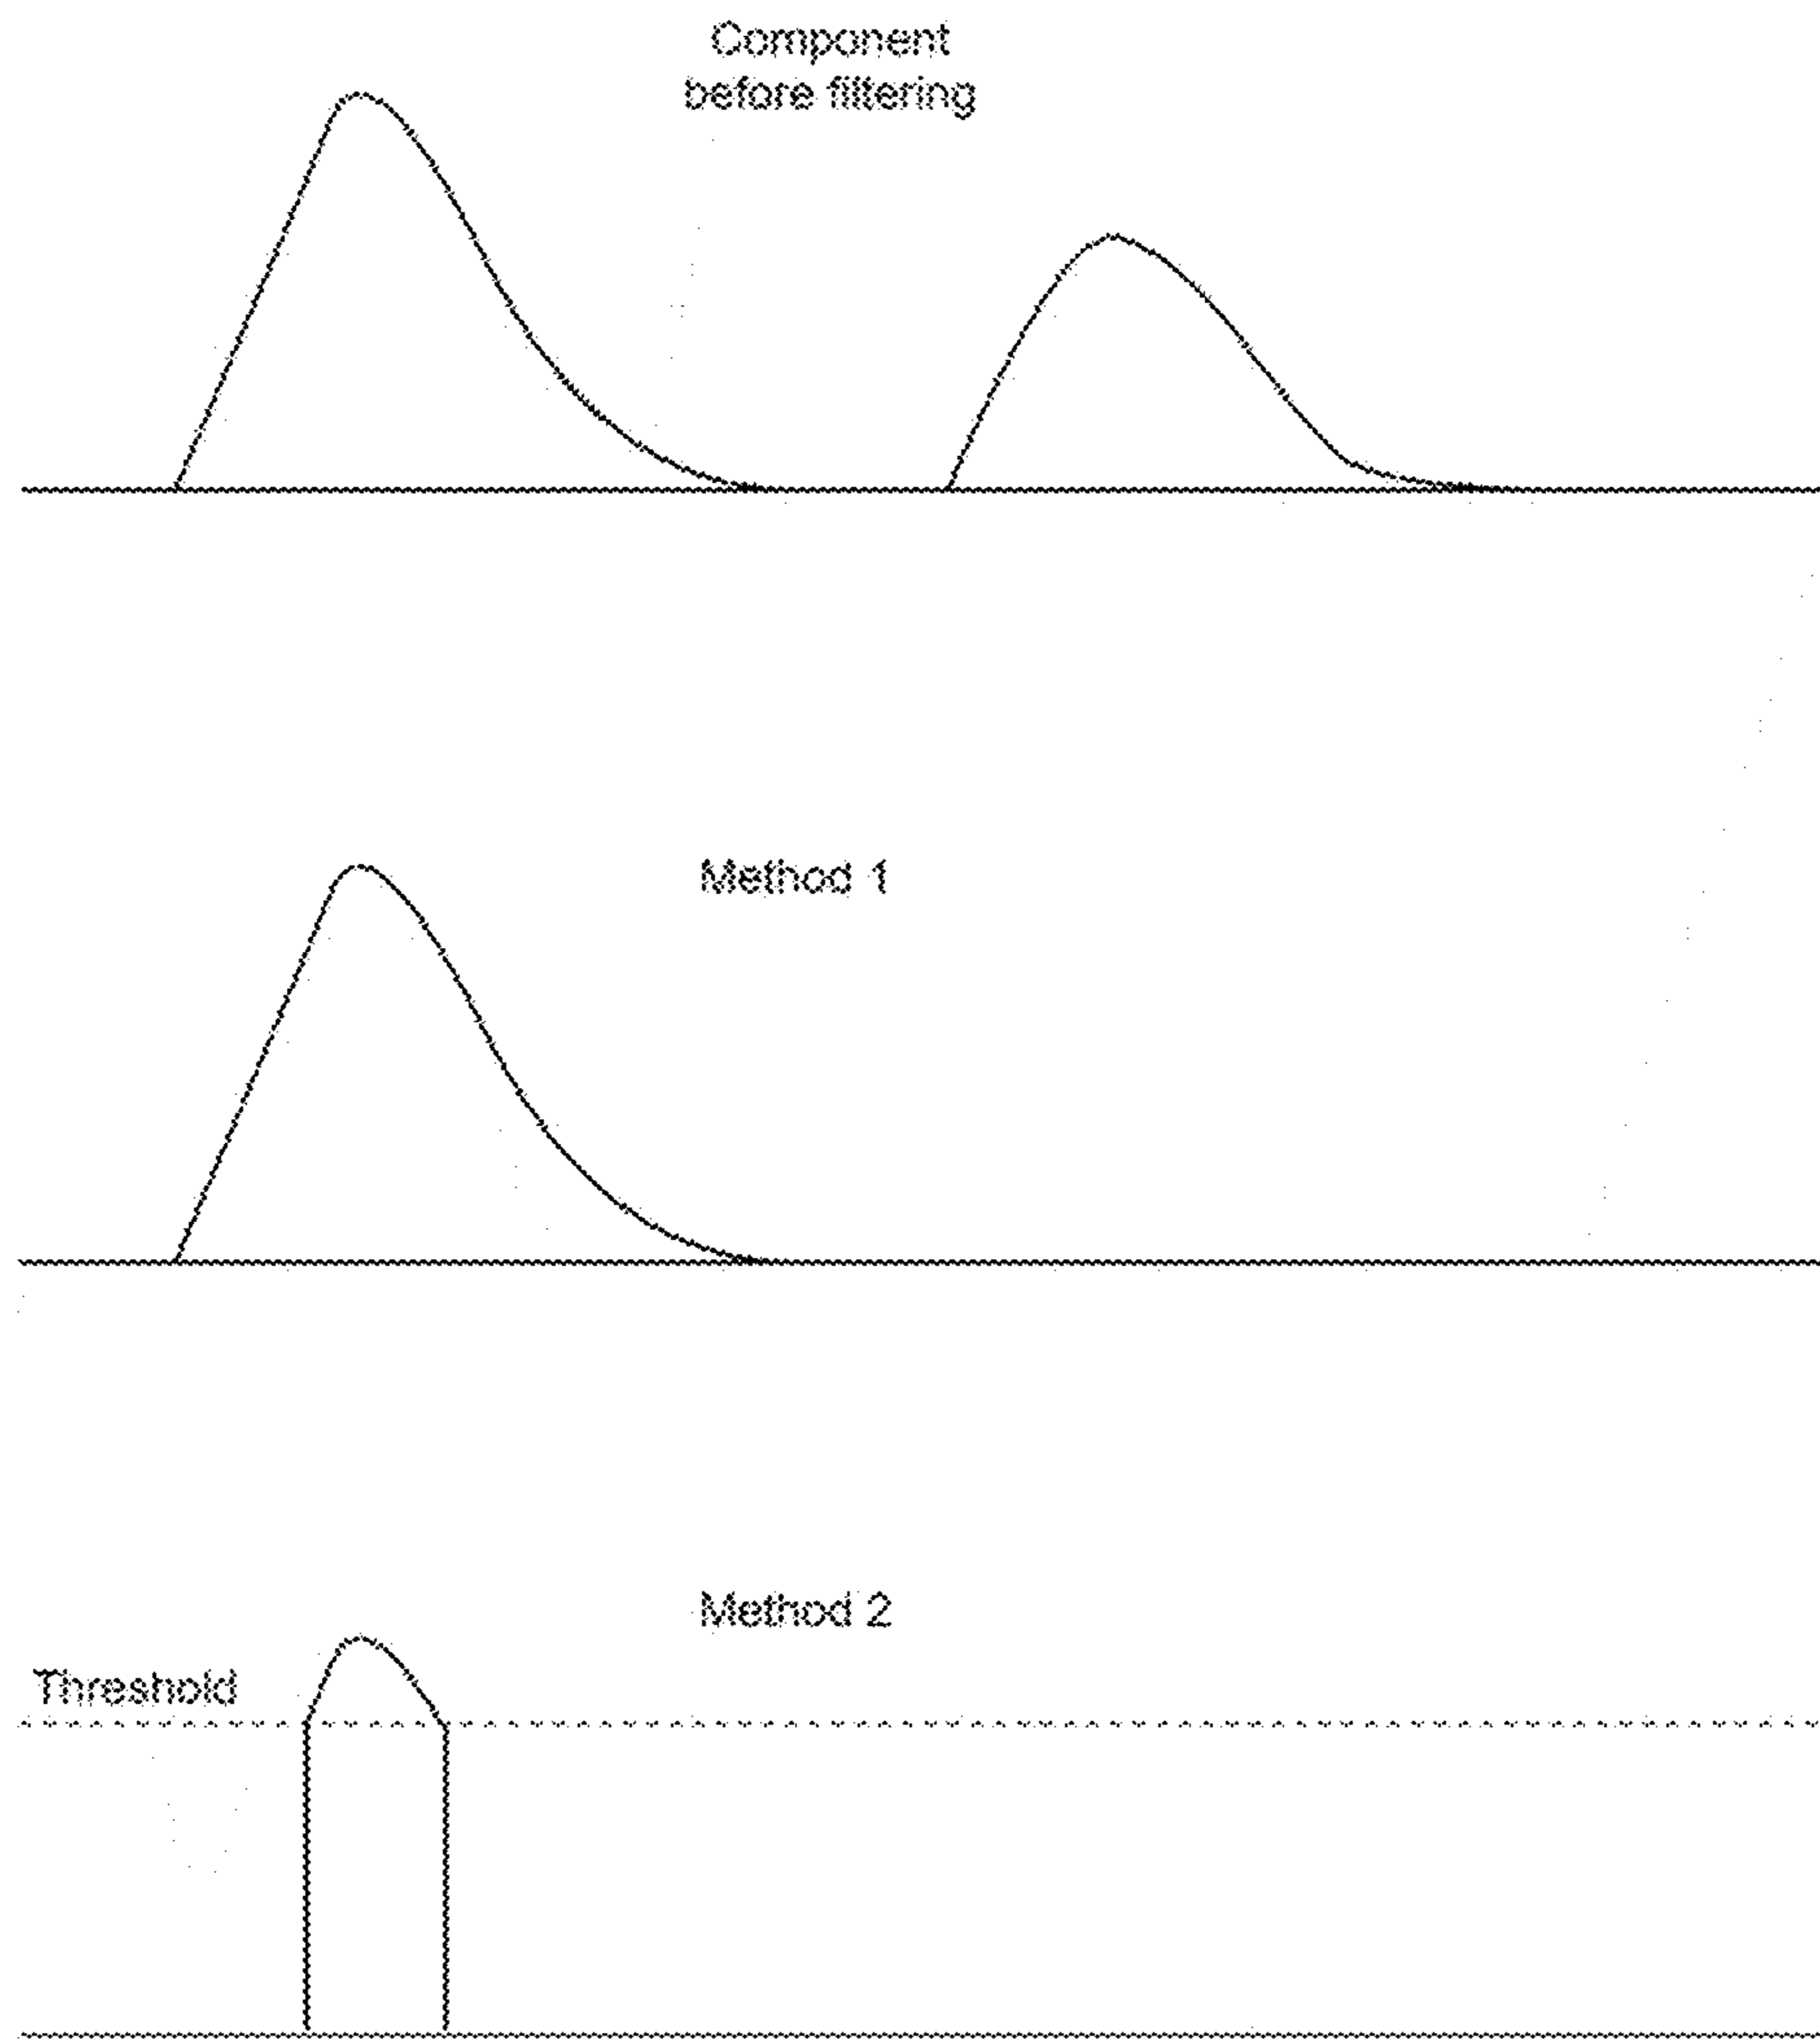 Component
before filtering
Method 1
Method 2
Threshold